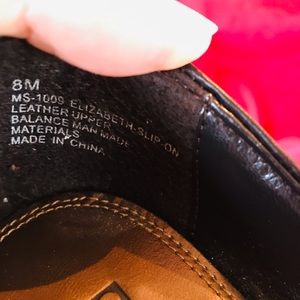 8M
MS-1009 ELIZABETH-SLIP-ON
LEATHER UPPER
BALANCE MAN MADE
MATERIALS
MADE IN CHINA